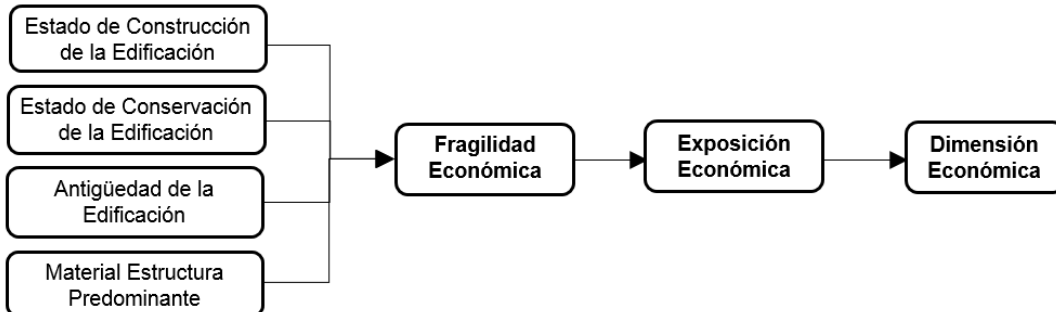 Estado de Construcción
de la Edificación
Estado de Conservación
de la Edificación
Antigüedad de la
Edificación
Material Estructura
Predominante
Fragilidad
Económica
Exposición
Económica
Dimensión
Económica